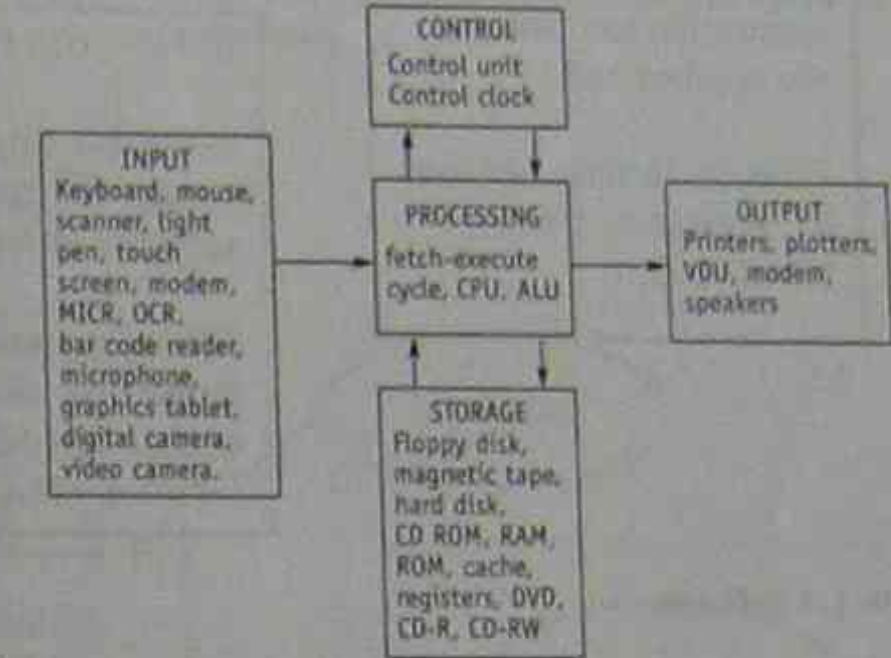 CONTROL
Control unit
Control clock
INPUT
Keyboard, mouse,
scanner, light
pen, touch
screen, modem,
MICR, OCR,
bar code reader,
microphone,
graphics tablet,
digital camera,
video camera.
PROCESSING
fetch-execute
cycle, CPU, ALU
OUTPUT
Printers, plotters,
VDU, modem,
speakers
STORAGE
Floppy disk,
magnetic tape,
hard disk,
CD ROM, RAM,
ROM, cache,
registers, DVD,
CD-R, CD-RW